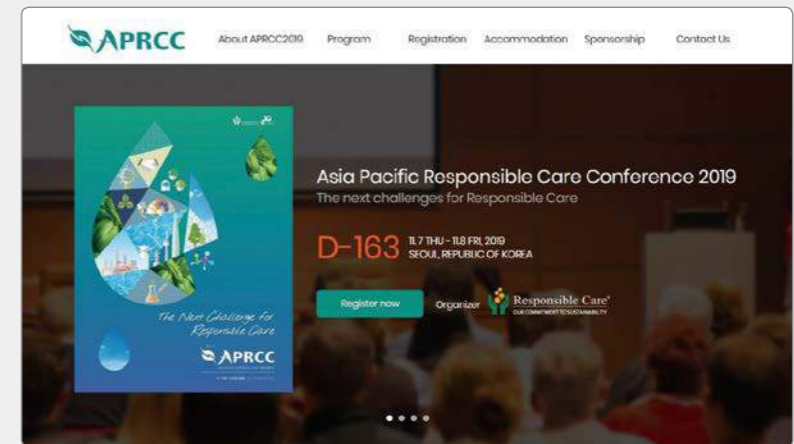 APRCC
About APRCC2019 Program Registration Accommodation Sponsorship Contact Us
Asia Pacific Responsible Care Conference 2019
The next challenges for Responsible Care
D-163
11.7 THU - 11.8 FRI, 2019
SEOUL, REPUBLIC OF KOREA
Register now
Organizer
Responsible Care®
OUR COMMITMENT TO SUSTAINABILITY
The Next Challenge for
Responsible Care
APRCC